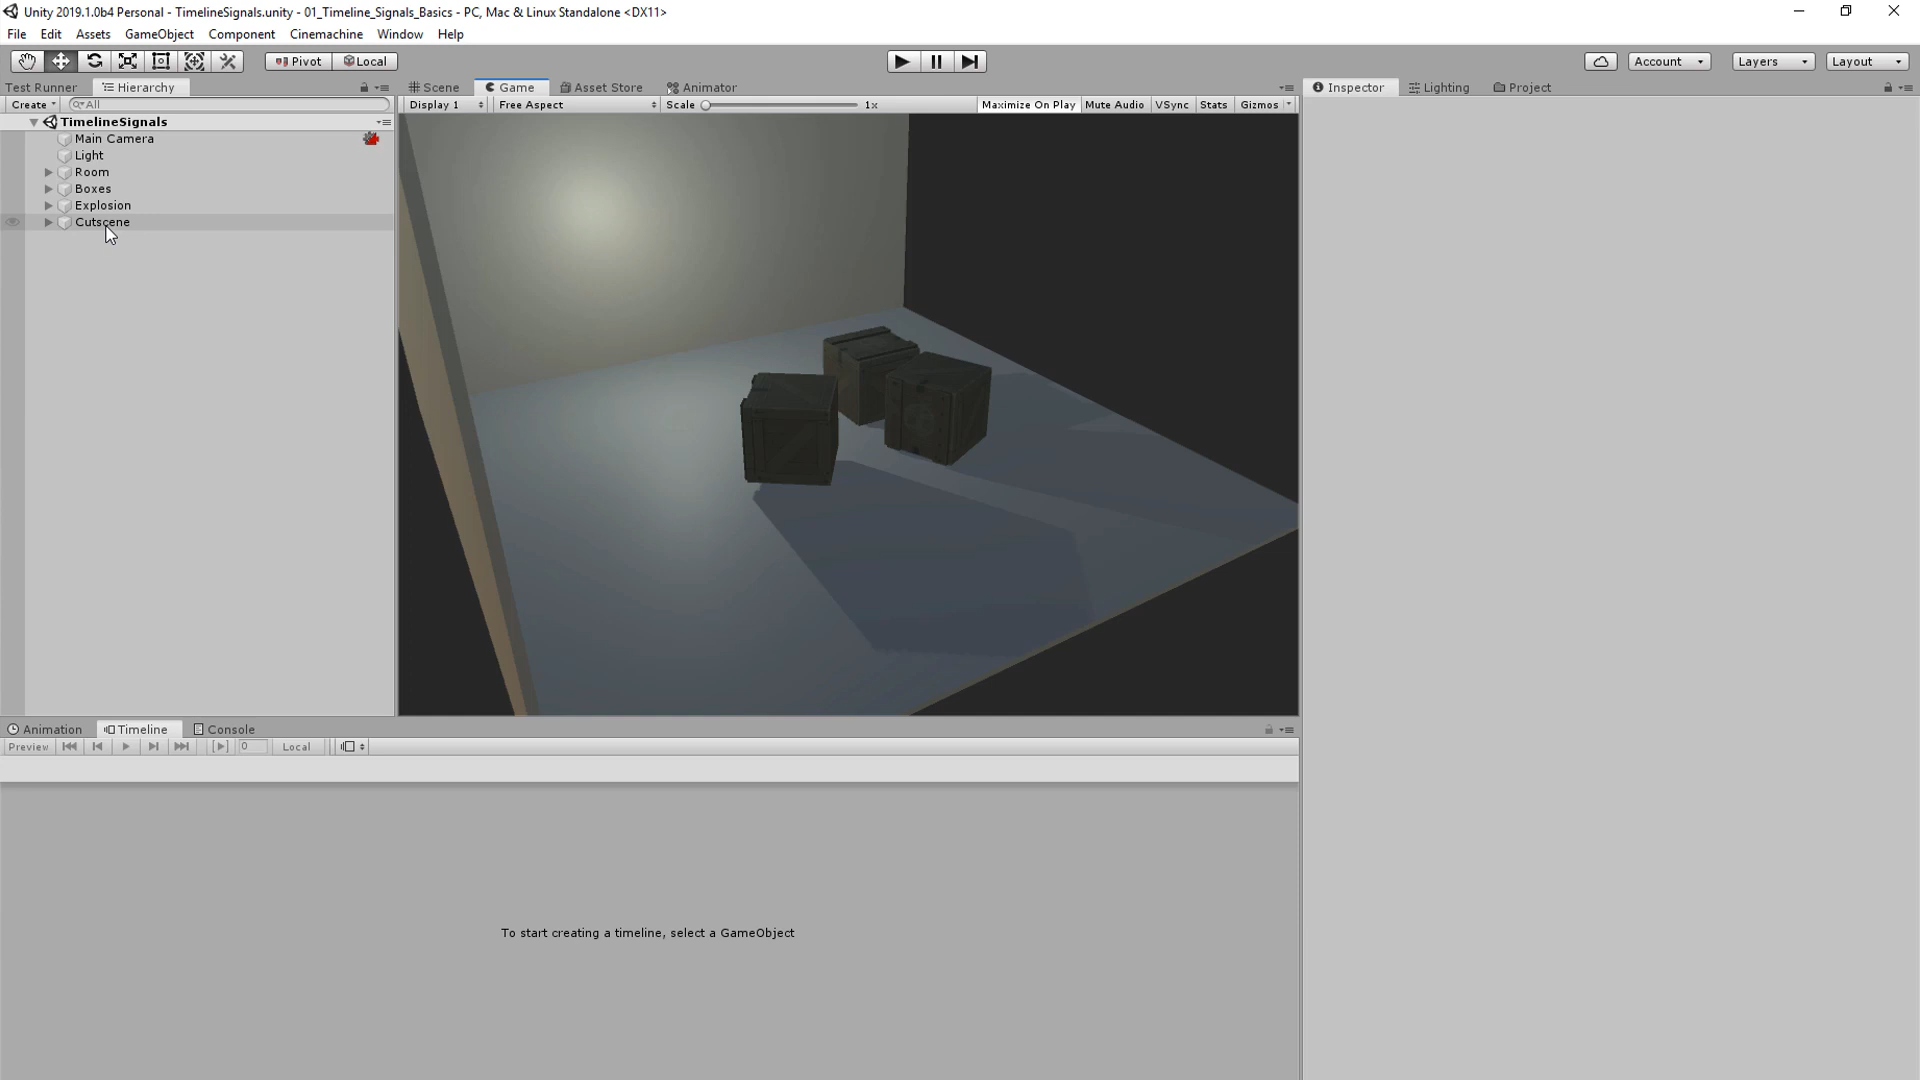 Unity 2019.1.0b4 Personal - TimelineSignals.unity - 01_Timeline_Signals_Basics - PC, Mac & Linux Standalone <DX11>
File Edit Assets GameObject Component Cinemachine Window Help
Pivot Local Account Layers Layout
Test Runner Hierarchy Scene Game Asset Store Animator Inspector Lighting Project
Create All Display 1 Free Aspect Scale 1x Maximize On Play Mute Audio VSync Stats Gizmos
TimelineSignals
Main Camera
Light
Room
Boxes
Explosion
Cutscene
Animation Timeline Console
Preview 0 Local
To start creating a timeline, select a GameObject